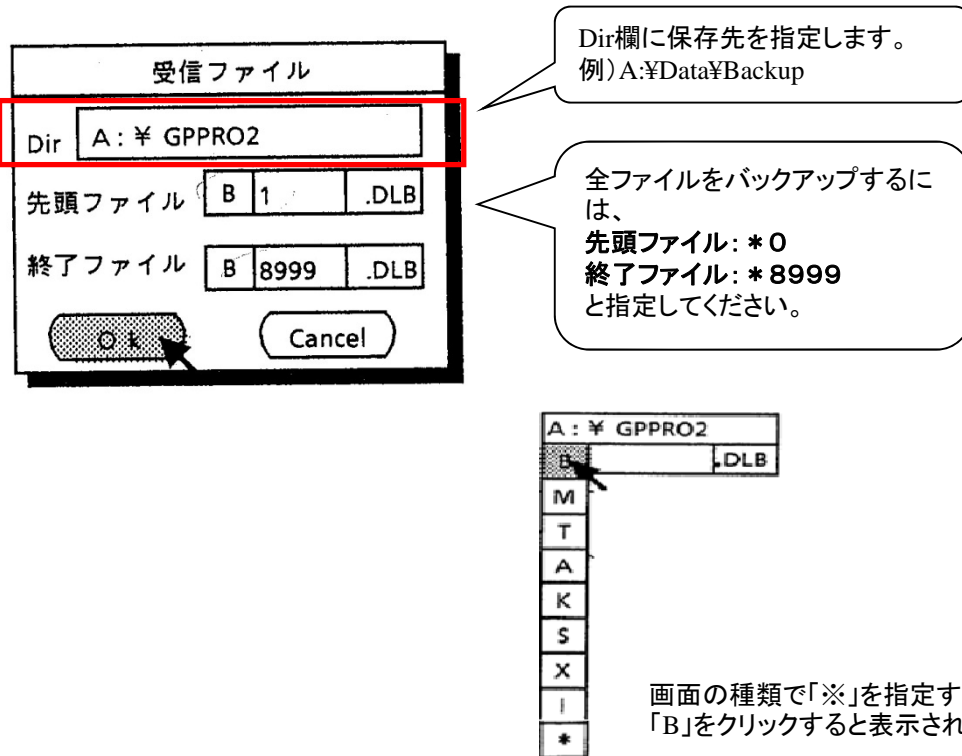 受信ファイル
Dir A:¥ GPPRO2
先頭ファイル B 1 .DLB
終了ファイル B 8999 .DLB
Ok Cancel
Dir欄に保存先を指定します。
例)A:¥Data¥Backup
全ファイルをバックアップするに
は、
先頭ファイル:*0
終了ファイル:*8999
と指定してください。
A:¥ GPPRO2
B .DLB
M
T
A
K
S
X
I
*
画面の種類で「※」を指定す
「B」をクリックすると表示され